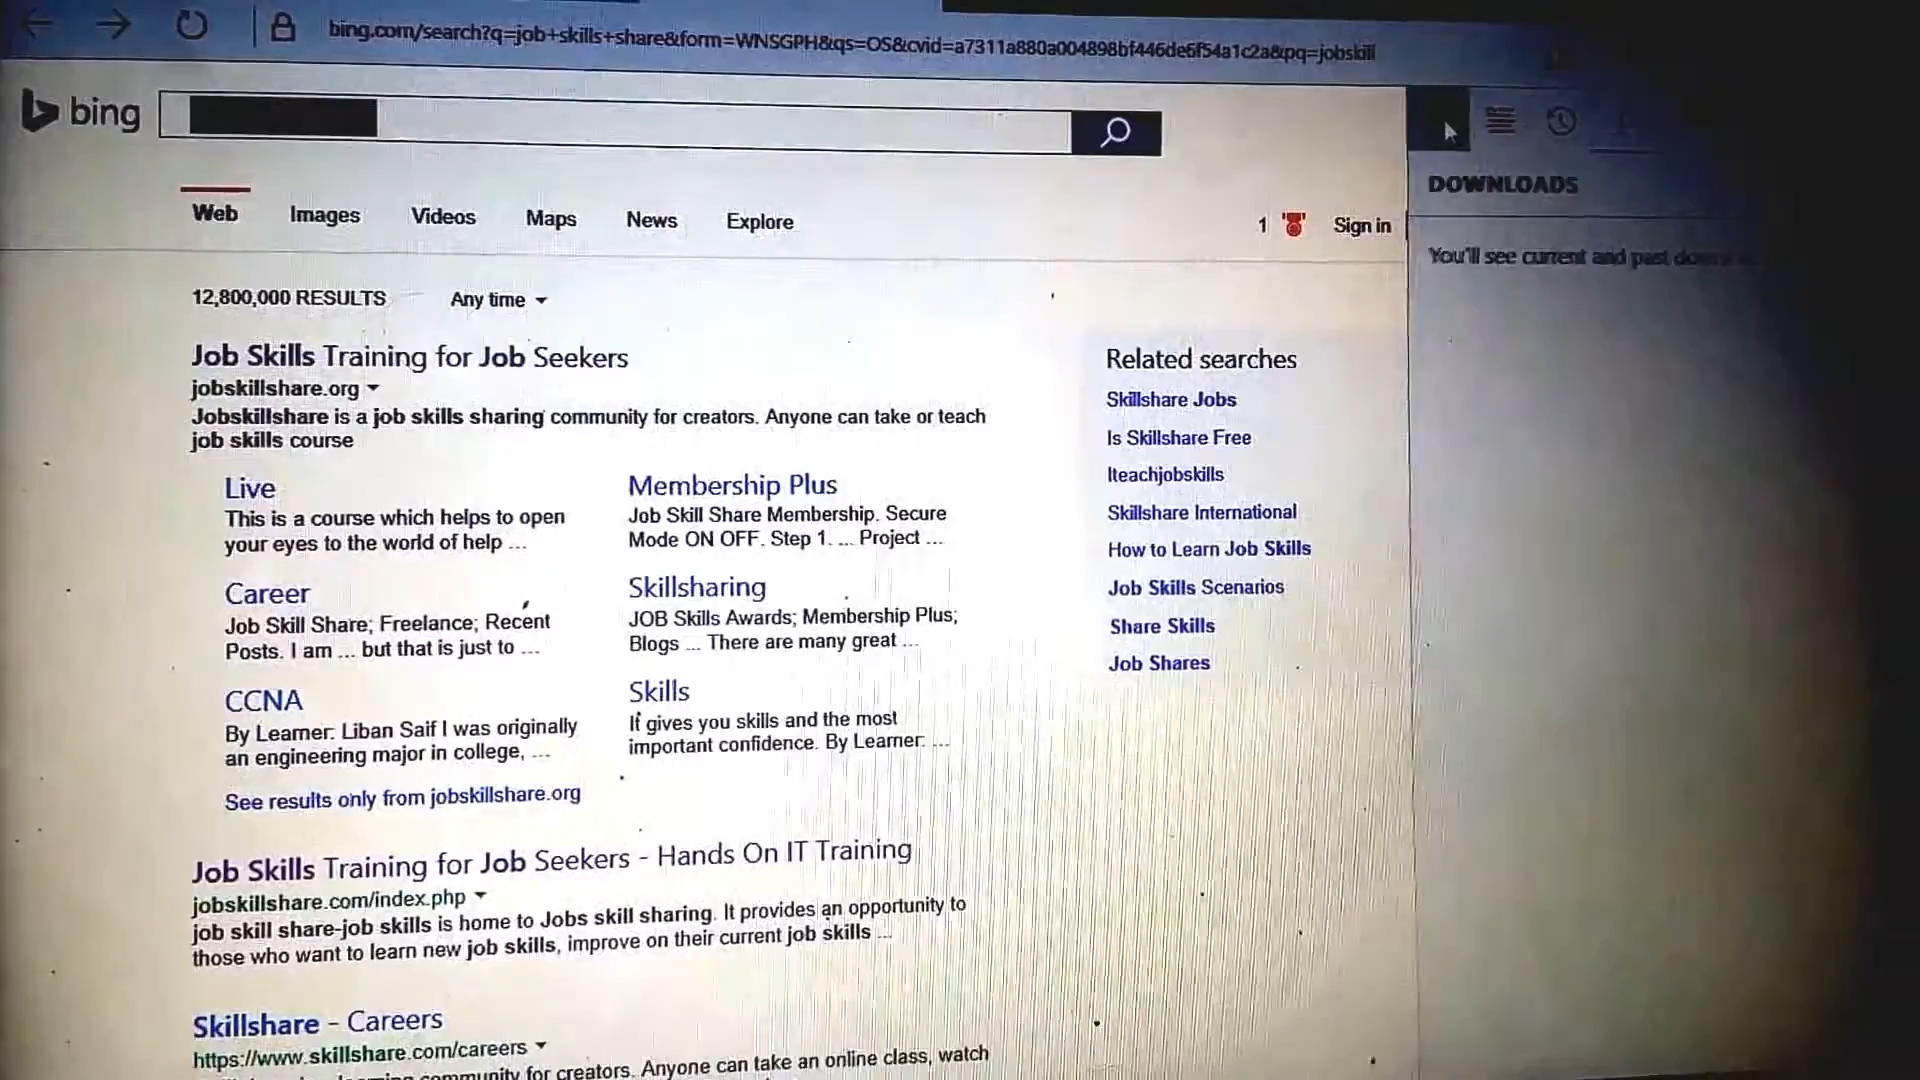 bing.com/search?q=job+skills+share&form=WNSGPH&qs=OS&cvid=a7311a880a004898bf446de6f54a1c2a&pq=jobskill
bing
Web Images Videos Maps News Explore
1 Sign in
DOWNLOADS
You'll see current and past
12,800,000 RESULTS Any time
Job Skills Training for Job Seekers
jobskillshare.org
Jobskillshare is a job skills sharing community for creators. Anyone can take or teach
job skills course
Live
This is a course which helps to open
your eyes to the world of help ...
Membership Plus
Job Skill Share Membership. Secure
Mode ON OFF. Step 1. ... Project ...
Career
Job Skill Share; Freelance; Recent
Posts. I am ... but that is just to ...
Skillsharing
JOB Skills Awards; Membership Plus;
Blogs ... There are many great ...
CCNA
By Learner: Liban Saif I was originally
an engineering major in college, ...
Skills
It gives you skills and the most
important confidence. By Learner: ...
See results only from jobskillshare.org
Job Skills Training for Job Seekers - Hands On IT Training
jobskillshare.com/index.php
job skill share-job skills is home to Jobs skill sharing. It provides an opportunity to
those who want to learn new job skills, improve on their current job skills ...
Skillshare - Careers
https://www.skillshare.com/careers
community for creators. Anyone can take an online class, watch
Related searches
Skillshare Jobs
Is Skillshare Free
Iteachjobskills
Skillshare International
How to Learn Job Skills
Job Skills Scenarios
Share Skills
Job Shares